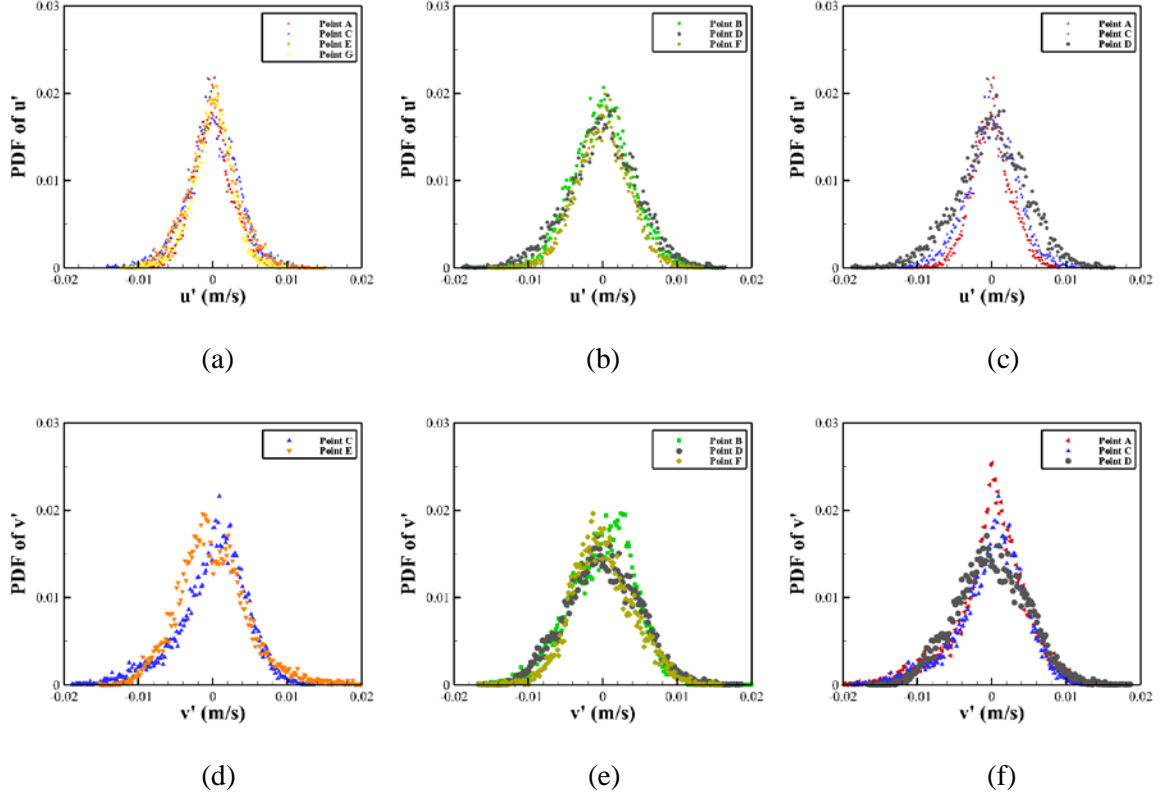 0.03
0.02
0.01
0
PDF of u'
Point A
Point C
Point E
Point G
-0.02 -0.01 0 0.01 0.02
u' (m/s)
(a)
0.03
0.02
0.01
0
PDF of u'
Point B
Point D
Point F
-0.02 -0.01 0 0.01 0.02
u' (m/s)
(b)
0.03
0.02
0.01
0
PDF of u'
Point A
Point C
Point D
-0.02 -0.01 0 0.01 0.02
u' (m/s)
(c)
0.03
0.02
0.01
0
PDF of v'
Point C
Point E
-0.02 -0.01 0 0.01 0.02
v' (m/s)
(d)
0.03
0.02
0.01
0
PDF of v'
Point B
Point D
Point F
-0.02 -0.01 0 0.01 0.02
v' (m/s)
(e)
0.03
0.02
0.01
0
PDF of v'
Point A
Point C
Point D
-0.02 -0.01 0 0.01 0.02
v' (m/s)
(f)